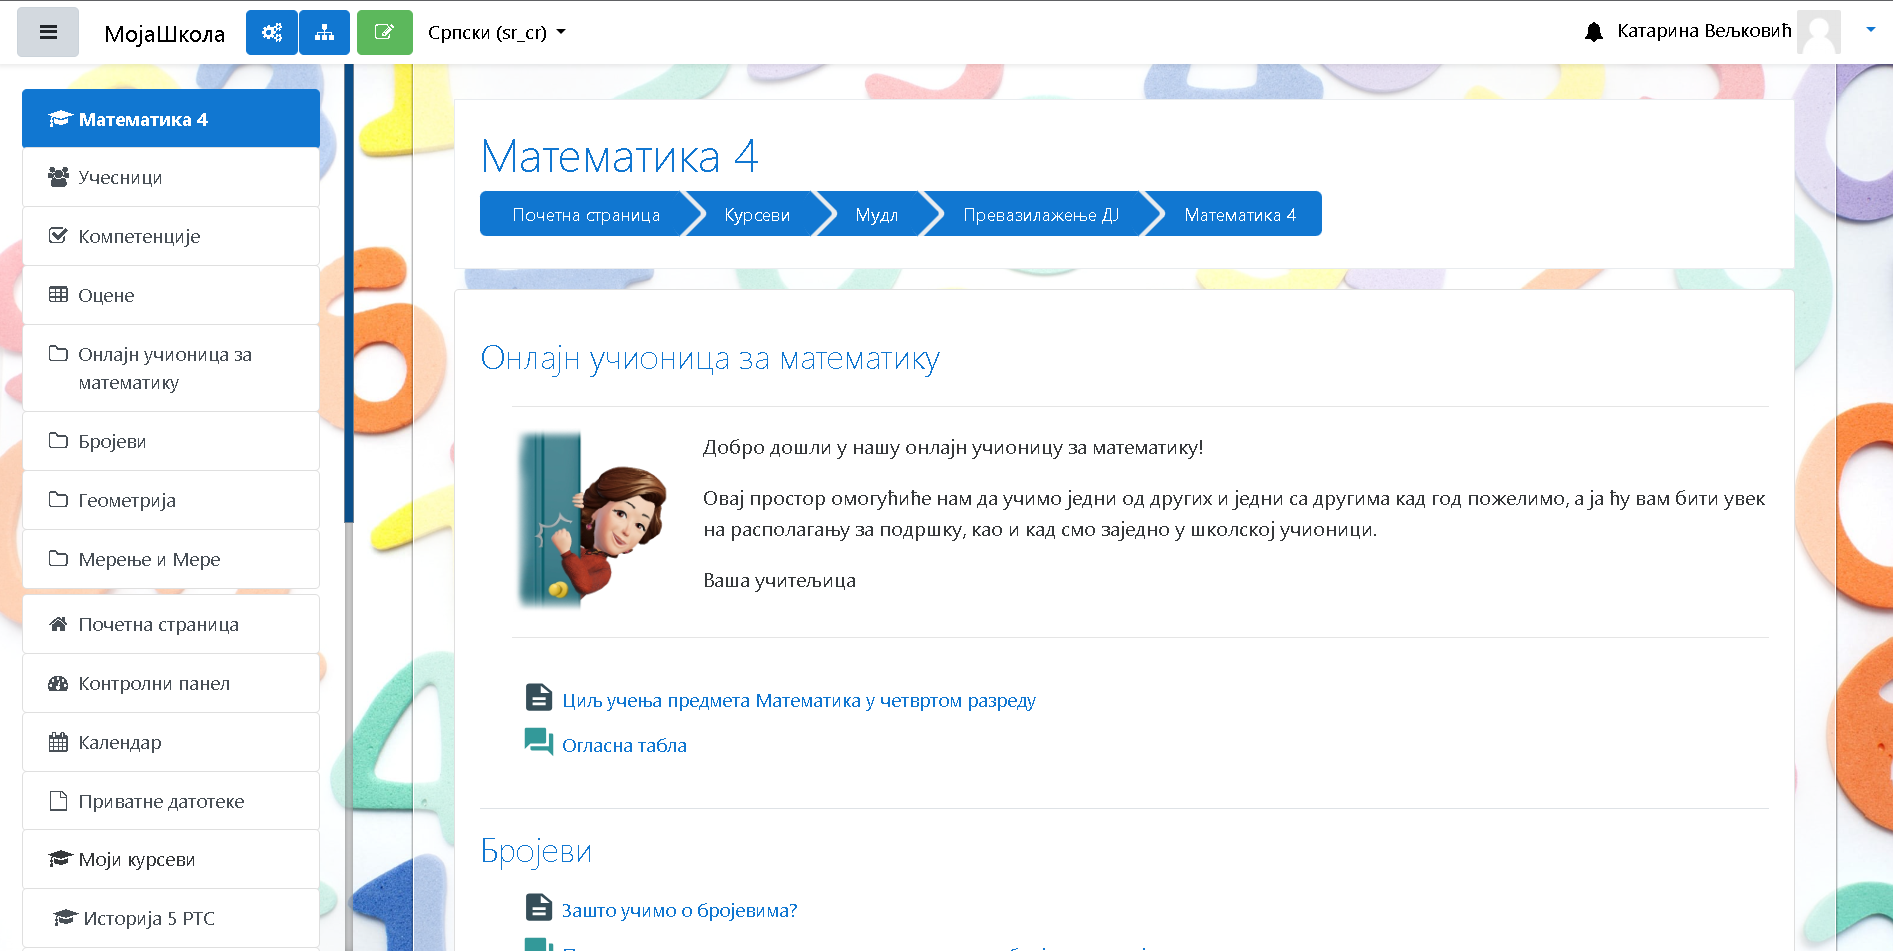 МојаШкола
Српски (sr_cr)
Катарина Вељковић
Математика 4
Учесници
Компетенције
Оцене
Онлајн учионица за
математику
Бројеви
Геометрија
Мерење и Мере
Почетна страница
Контролни панел
Календар
Приватне датотеке
Моји курсеви
Историја 5 РТС
Математика 4
Почетна страница
Курсеви
Мудл
Превазилажење ДЈ
Математика 4
Онлајн учионица за математику
Добро дошли у нашу онлајн учионицу за математику!
Овај простор омогућиће нам да учимо једни од других и једни са другима кад год пожелимо, а ја ћу вам бити увек
на располагању за подршку, као и кад смо заједно у школској учионици.
Ваша учитељица
Циљ учења предмета Математика у четвртом разреду
Огласна табла
Бројеви
Зашто учимо о бројевима?